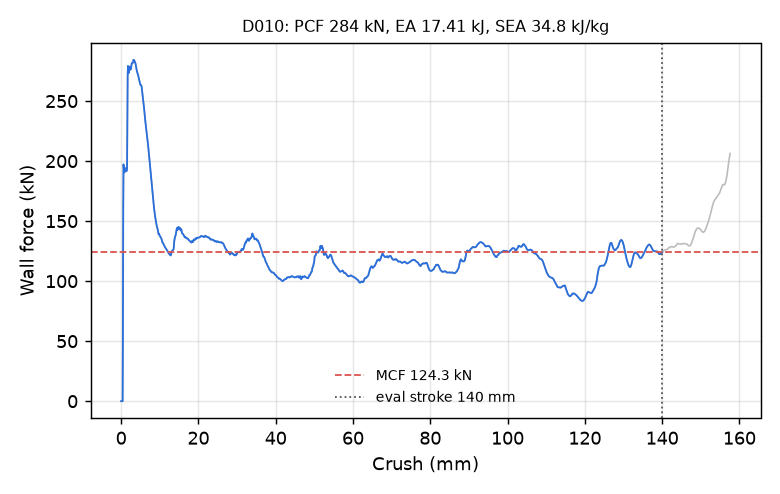 D010: PCF 284 kN, EA 17.41 kJ, SEA 34.8 kJ/kg
Wall force (kN)
250
200
150
100
50
0
MCF 124.3 kN
eval stroke 140 mm
0 20 40 60 80 100 120 140 160
Crush (mm)